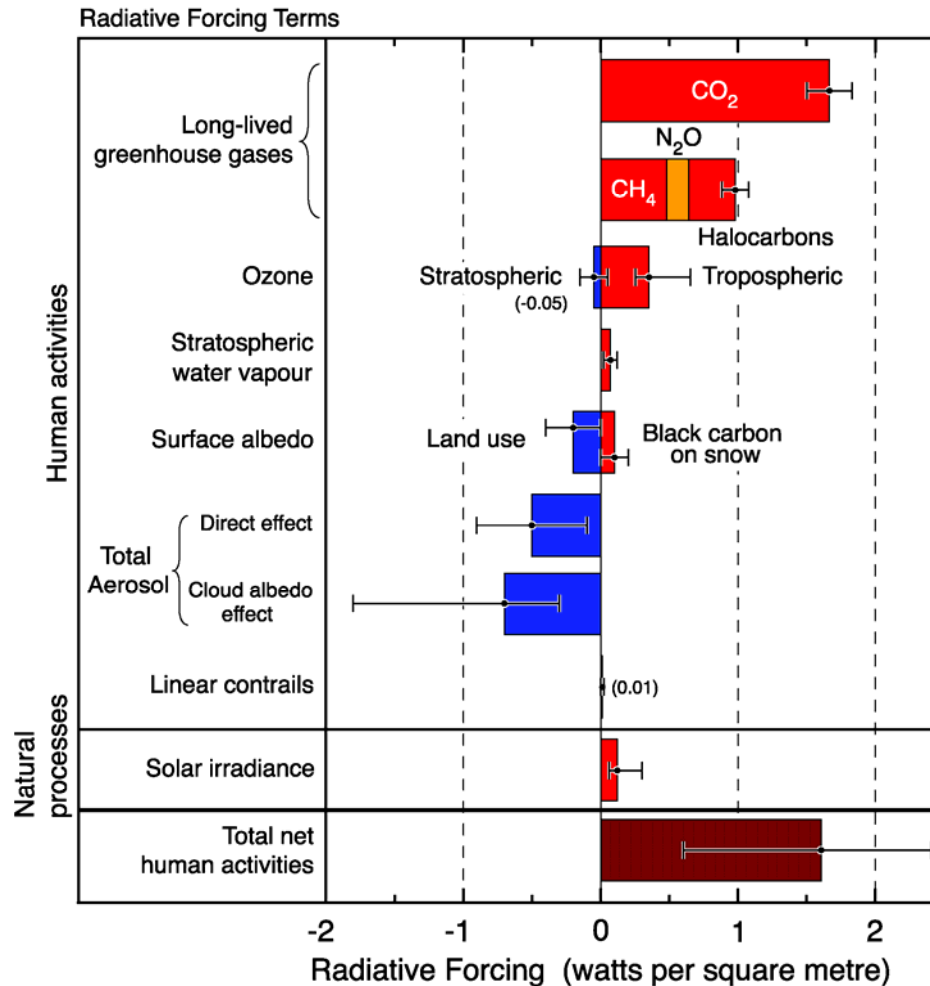 Radiative Forcing Terms
Human activities
Long-lived
greenhouse gases
CO₂
N₂O
CH₄
Halocarbons
Ozone
Stratospheric
(-0.05)
Tropospheric
Stratospheric
water vapour
Surface albedo
Land use
Black carbon
on snow
Total
Aerosol
Direct effect
Cloud albedo
effect
Linear contrails
(0.01)
Natural
processes
Solar irradiance
Total net
human activities
-2 -1 0 1 2
Radiative Forcing (watts per square metre)